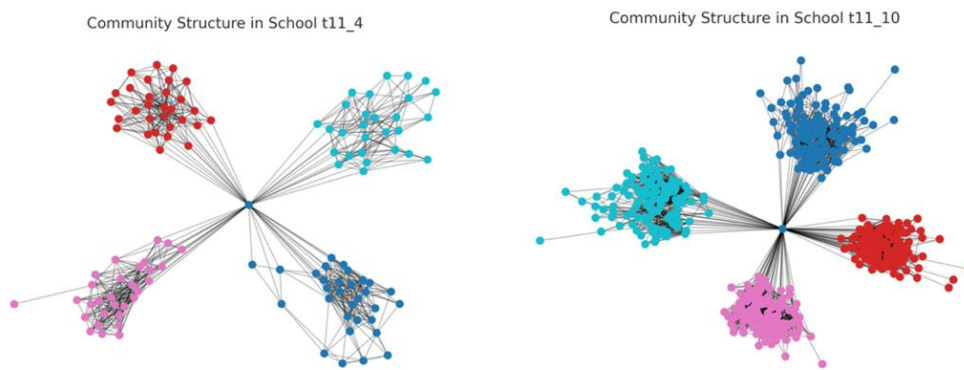 Community Structure in School t11_4
Community Structure in School t11_10